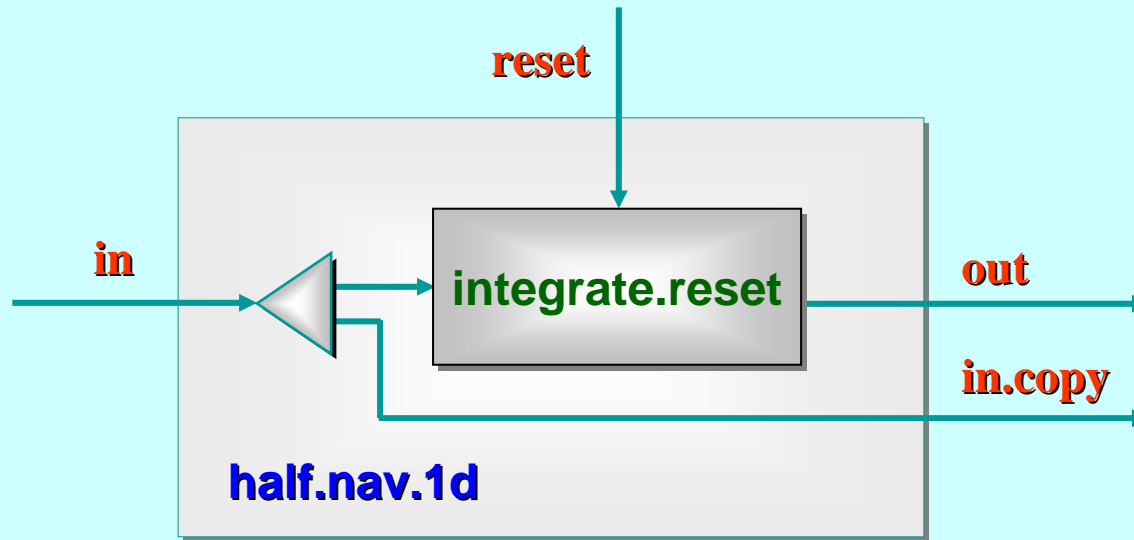 reset
in
integrate.reset
out
in.copy
half.nav.1d